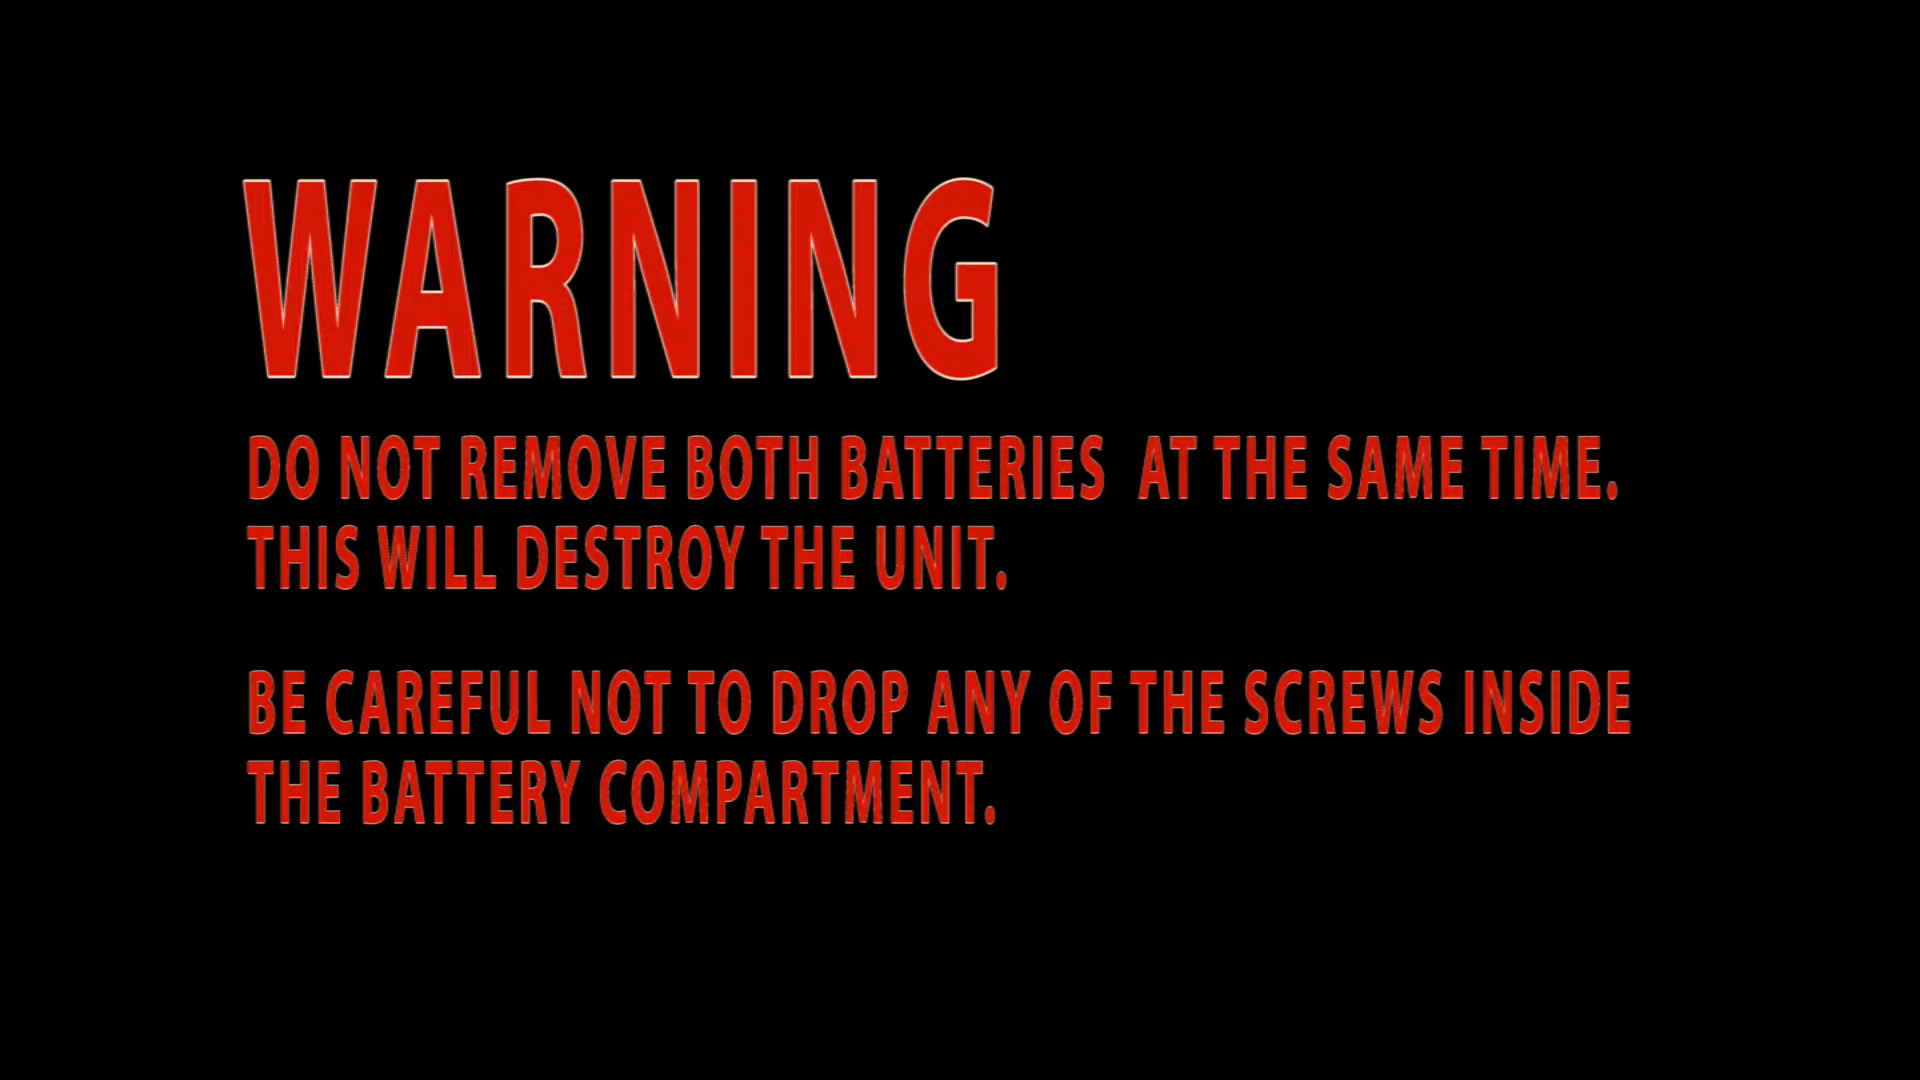 WARNING
DO NOT REMOVE BOTH BATTERIES  AT THE SAME TIME.
THIS WILL DESTROY THE UNIT.
BE CAREFUL NOT TO DROP ANY OF THE SCREWS INSIDE
THE BATTERY COMPARTMENT.